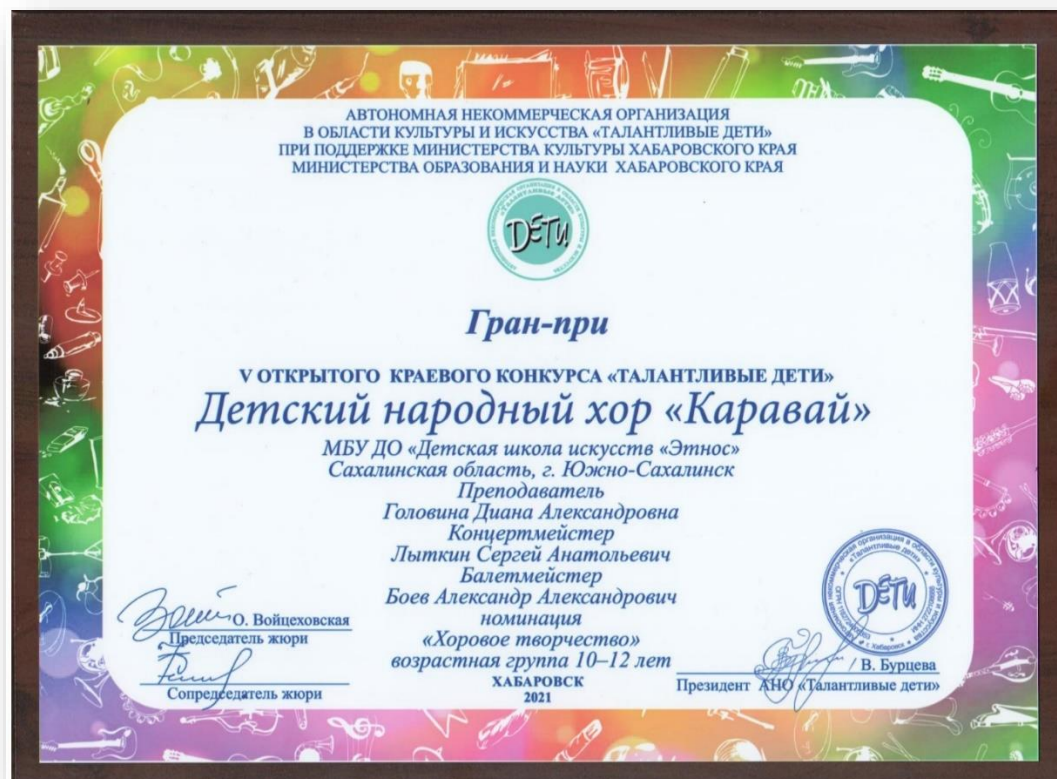 АВТОНОМНАЯ НЕКОММЕРЧЕСКАЯ ОРГАНИЗАЦИЯ
В ОБЛАСТИ КУЛЬТУРЫ И ИСКУССТВА «ТАЛАНТЛИВЫЕ ДЕТИ»
ПРИ ПОДДЕРЖКЕ МИНИСТЕРСТВА КУЛЬТУРЫ ХАБАРОВСКОГО КРАЯ
МИНИСТЕРСТВА ОБРАЗОВАНИЯ И НАУКИ ХАБАРОВСКОГО КРАЯ
ДЕТИ
Гран-при
V ОТКРЫТОГО КРАЕВОГО КОНКУРСА «ТАЛАНТЛИВЫЕ ДЕТИ»
Детский народный хор «Каравай»
МБУ ДО «Детская школа искусств «Этнос»
Сахалинская область, г. Южно-Сахалинск
Преподаватель
Головина Диана Александровна
Концертмейстер
Лыткин Сергей Анатольевич
Балетмейстер
Боев Александр Александрович
номинация
«Хоровое творчество»
возрастная группа 10–12 лет
ХАБАРОВСК
2021
О. Войцеховская
Председатель жюри
Сопредседатель жюри
ДЕТИ
/ В. Бурцева
Президент АНО «Талантливые дети»